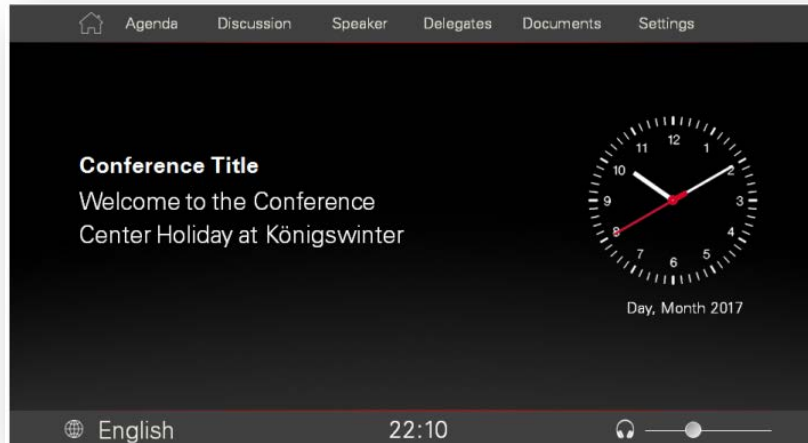 Agenda Discussion Speaker Delegates Documents Settings
Conference Title
Welcome to the Conference
Center Holiday at Königswinter
12
1
2
3
4
5
6
7
8
9
10
11
Day, Month 2017
English 22:10